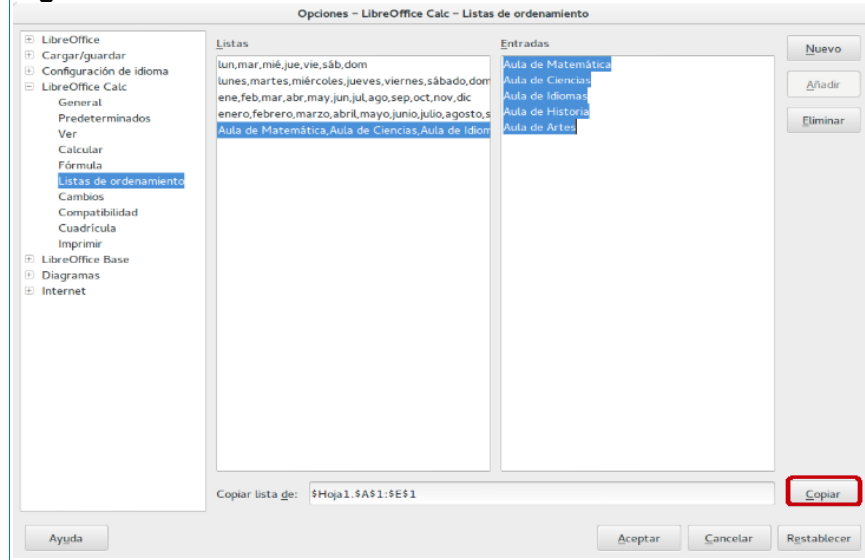 Opciones – LibreOffice Calc – Listas de ordenamiento
LibreOffice
Cargar/guardar
Configuración de idioma
LibreOffice Calc
General
Predeterminados
Ver
Calcular
Fórmula
Listas de ordenamiento
Cambios
Compatibilidad
Cuadrícula
Imprimir
LibreOffice Base
Diagramas
Internet
Listas
lun,mar,mié,jue,vie,sáb,dom
lunes,martes,miércoles,jueves,viernes,sábado,dom
ene,feb,mar,abr,may,jun,jul,ago,sep,oct,nov,dic
enero,febrero,marzo,abril,mayo,junio,julio,agosto,s
Aula de Matemática,Aula de Ciencias,Aula de Idiom
Entradas
Aula de Matemática
Aula de Ciencias
Aula de Idiomas
Aula de Historia
Aula de Artes
Nuevo
Añadir
Eliminar
Copiar lista de: $Hoja1.$A$1:$E$1
Copiar
Ayuda
Aceptar
Cancelar
Restablecer